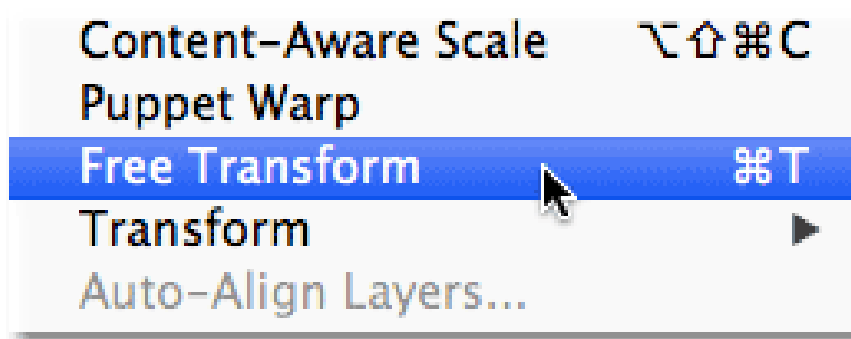 Content-Aware Scale ⌥⇧⌘C
Puppet Warp
Free Transform ⌘T
Transform ▶
Auto-Align Layers...